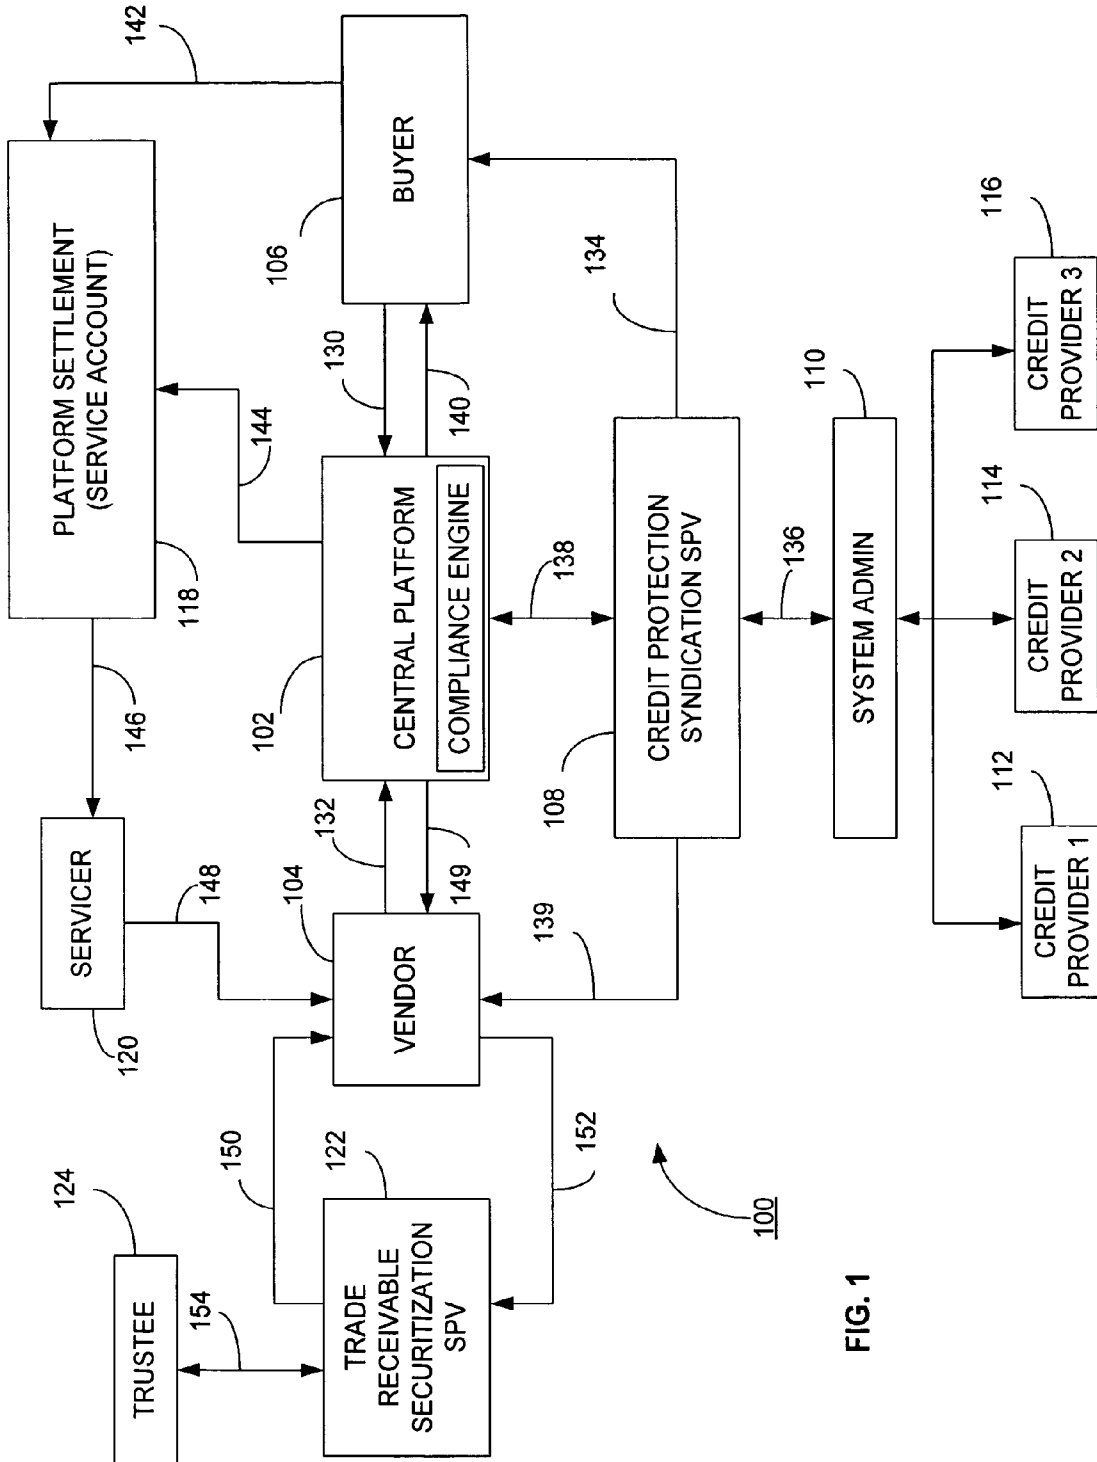 TRUSTEE
124
154
TRADE
RECEIVABLE
SECURITIZATION
SPV
122
150
152
SERVICER
120
148
VENDOR
104
146
132
149
139
PLATFORM SETTLEMENT
(SERVICE ACCOUNT)
118
144
142
CENTRAL PLATFORM
COMPLIANCE ENGINE
102
130
140
BUYER
106
138
134
CREDIT PROTECTION
SYNDICATION SPV
108
136
SYSTEM ADMIN
110
CREDIT
PROVIDER 1
112
CREDIT
PROVIDER 2
114
CREDIT
PROVIDER 3
116
100
FIG. 1